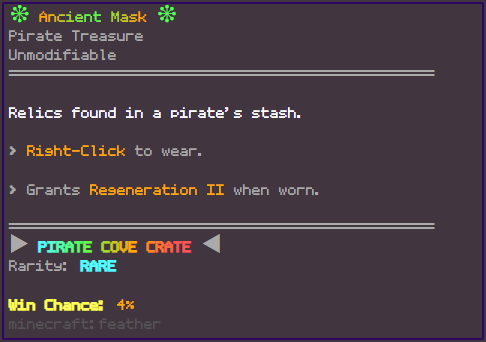 ❇ Ancient Mask ❇
Pirate Treasure
Unmodifiable
Relics found in a pirate's stash.
> Right-Click to wear.
> Grants Regeneration II when worn.
▶ PIRATE COVE CRATE ◀
Rarity: RARE
Win Chance: 4%
minecraft:feather